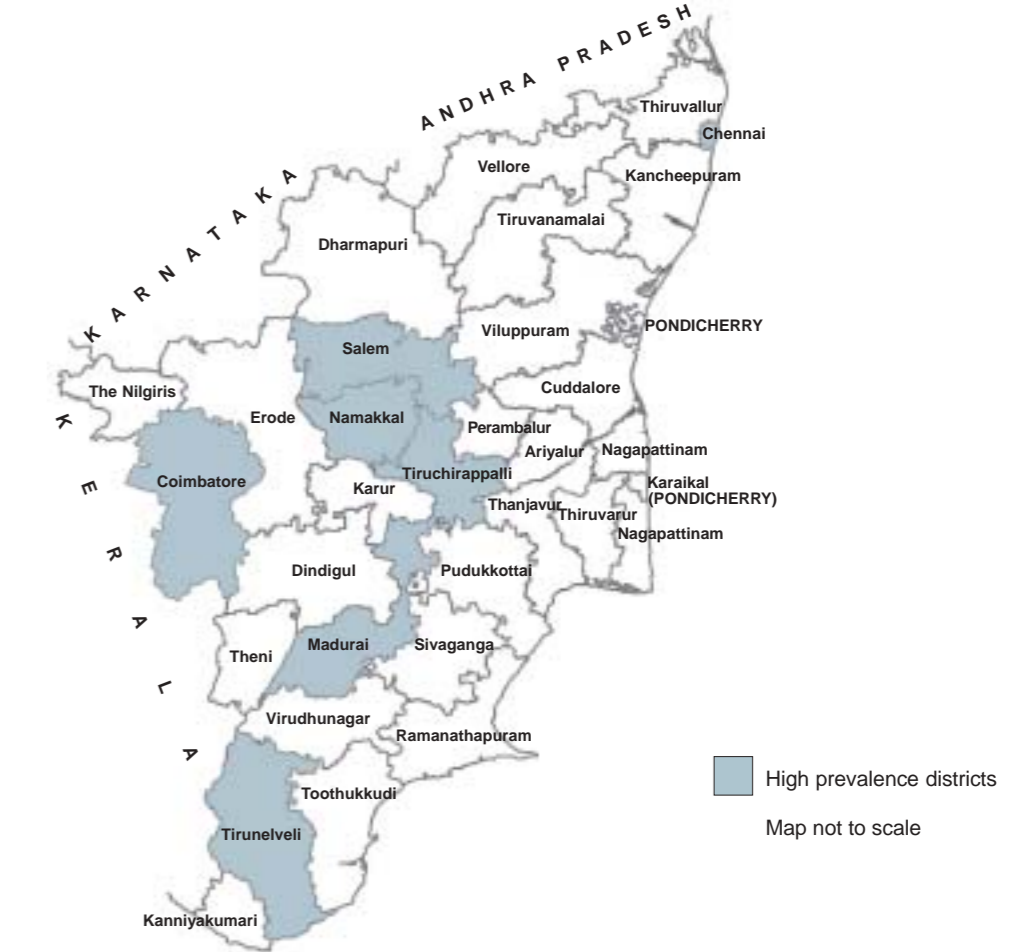 ANDHRA PRADESH
Thiruvallur
Chennai
Vellore
Kancheepuram
KARNATAKA
Tiruvanamalai
Dharmapuri
Viluppuram
PONDICHERRY
Salem
The Nilgiris
Cuddalore
Erode
Namakkal
Perambalur
Ariyalur
Nagapattinam
KERALA
Coimbatore
Tiruchirappalli
Karur
Karaikal
(PONDICHERRY)
Thanjavur
Thiruvarur
Nagapattinam
Dindigul
Pudukkottai
Theni
Madurai
Sivaganga
Virudhunagar
Ramanathapuram
Toothukkudi
Tirunelveli
Kanniyakumari
High prevalence districts
Map not to scale